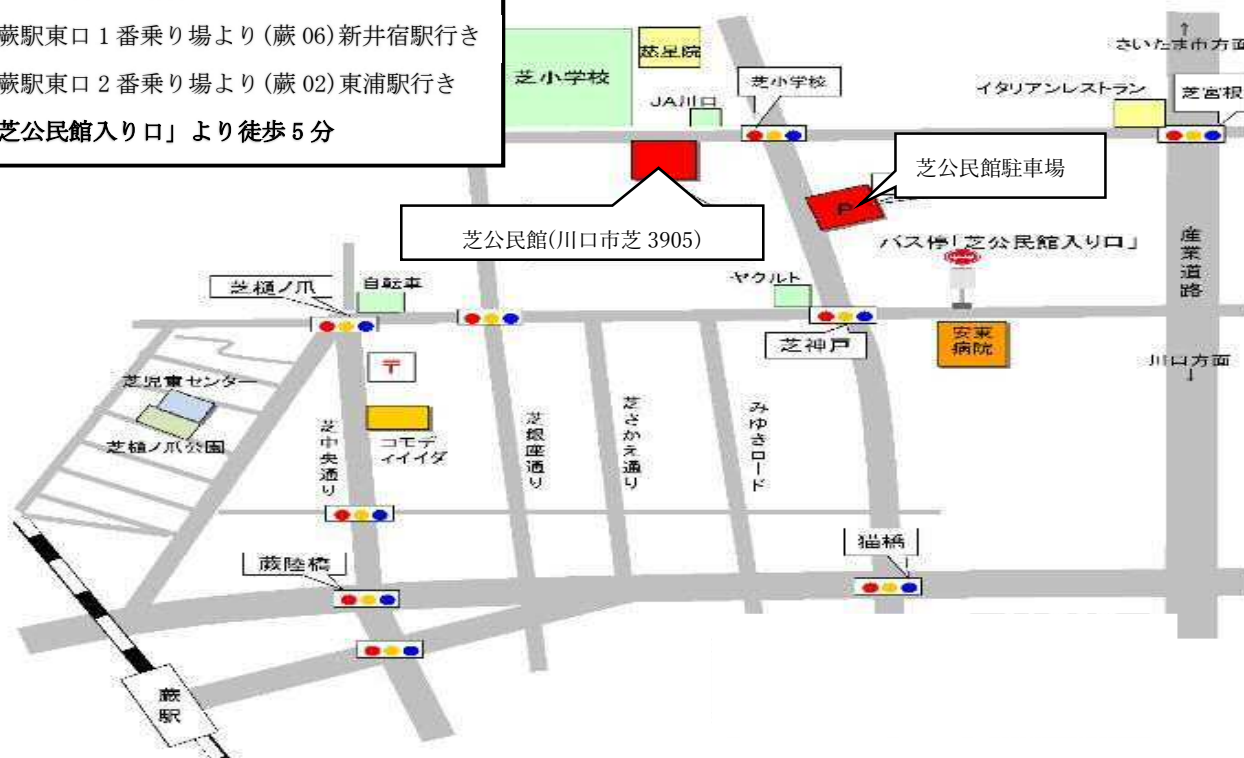 蕨駅東口 1 番乗り場より(蕨 06)新井宿駅行き
蕨駅東口 2 番乗り場より(蕨 02)東浦駅行き
芝公民館入り口」より徒歩 5 分
芝小学校
慈星院
JA川口
芝小学校
イタリアンレストラン
↑
さいたま市方面
芝宮根
芝公民館駐車場
P
芝公民館(川口市芝 3905)
バス停「芝公民館入り口」
産業道路
芝樋ノ爪
自転車
ヤクルト
芝神戸
安東
病院
川口方面
↓
〒
芝児童センター
芝樋ノ爪公園
芝中央通り
コモデ
ィイイダ
芝銀座通り
芝さかえ通り
みゆきロード
蕨陸橋
猫橋
蕨駅